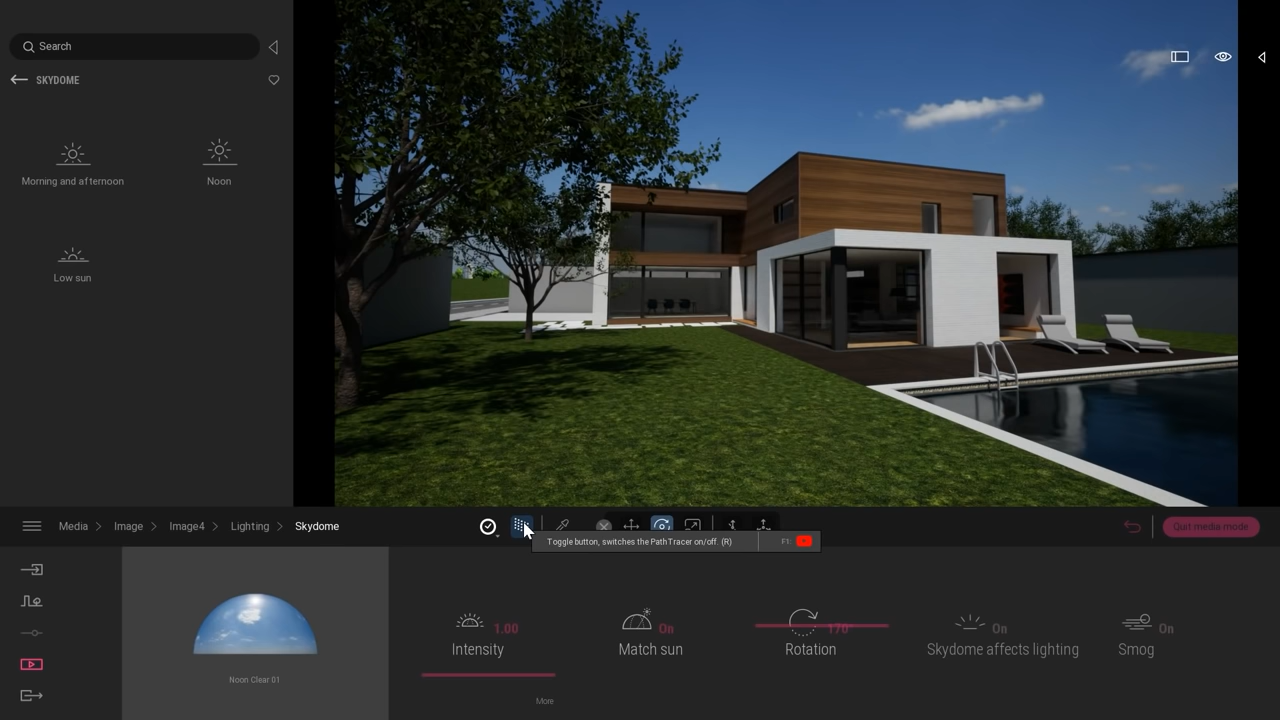 Search
SKYDOME
Morning and afternoon
Noon
Low sun
Media
Image
Image4
Lighting
Skydome
Quit media mode
Toggle button, switches the PathTracer on/off. (R)
F1:
1.00
Intensity
On
Match sun
170°
Rotation
On
Skydome affects lighting
On
Smog
Noon Clear 01
More